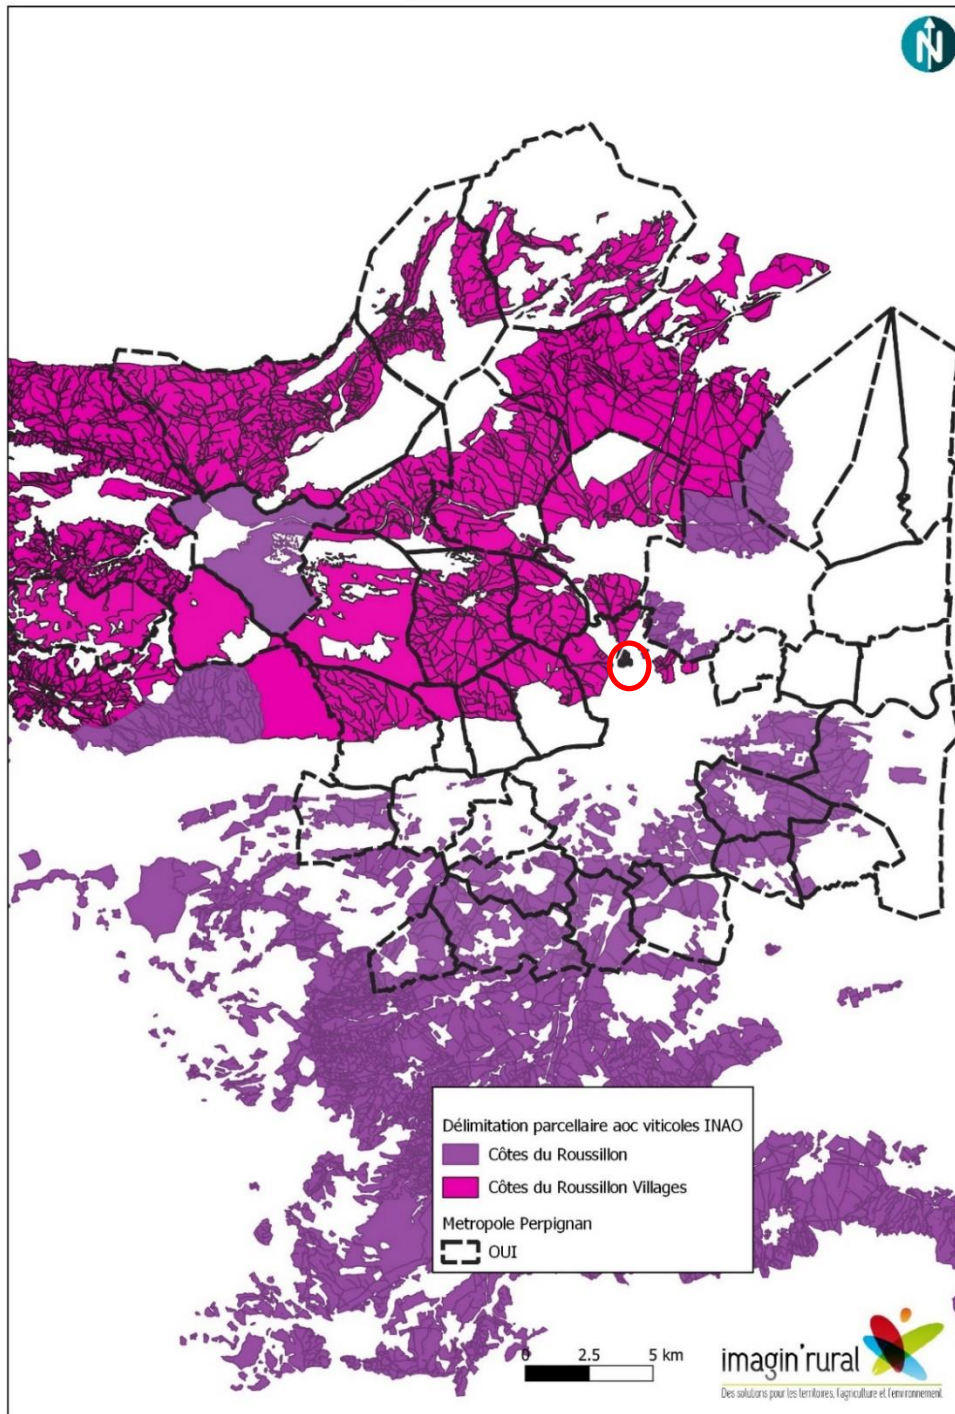 N
Délimitation parcellaire aoc viticoles INAO
Côtes du Roussillon
Côtes du Roussillon Villages
Metropole Perpignan
OUI
0 2.5 5 km
imagin'rural
Des solutions pour les territoires, l'agriculture et l'environnement